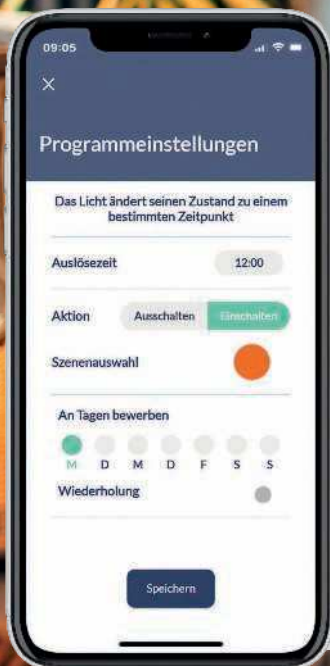 09:05
Programmeinstellungen
Das Licht ändert seinen Zustand zu einem
bestimmten Zeitpunkt
Auslösezeit 12:00
Aktion Ausschalten Einschalten
Szenenauswahl
An Tagen bewerben
M D M D F S S
Wiederholung
Speichern